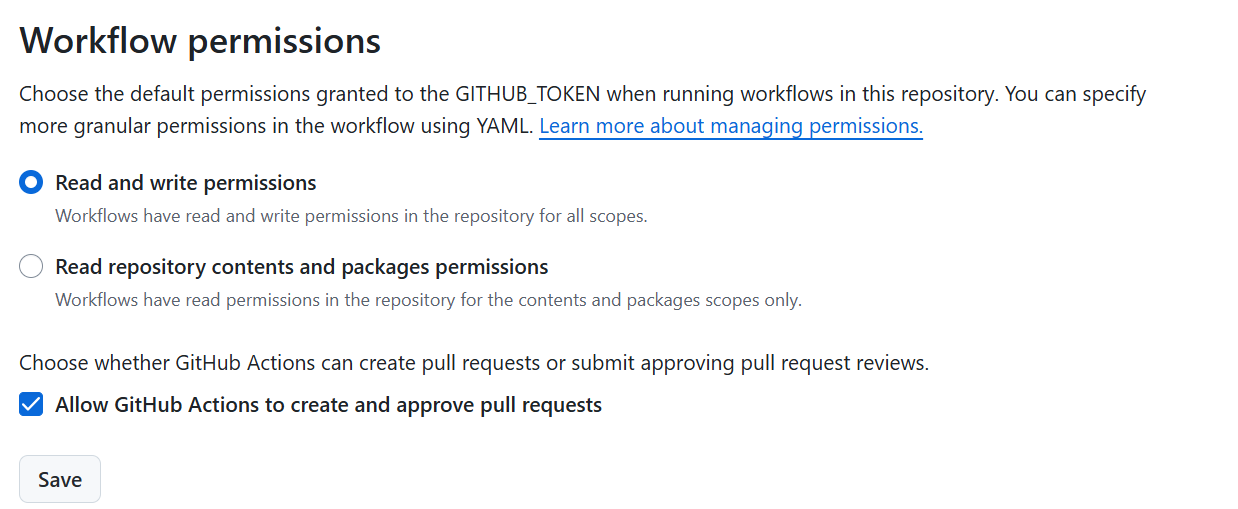 Workflow permissions
Choose the default permissions granted to the GITHUB_TOKEN when running workflows in this repository. You can specify
more granular permissions in the workflow using YAML. Learn more about managing permissions.
Read and write permissions
Workflows have read and write permissions in the repository for all scopes.
Read repository contents and packages permissions
Workflows have read permissions in the repository for the contents and packages scopes only.
Choose whether GitHub Actions can create pull requests or submit approving pull request reviews.
Allow GitHub Actions to create and approve pull requests
Save